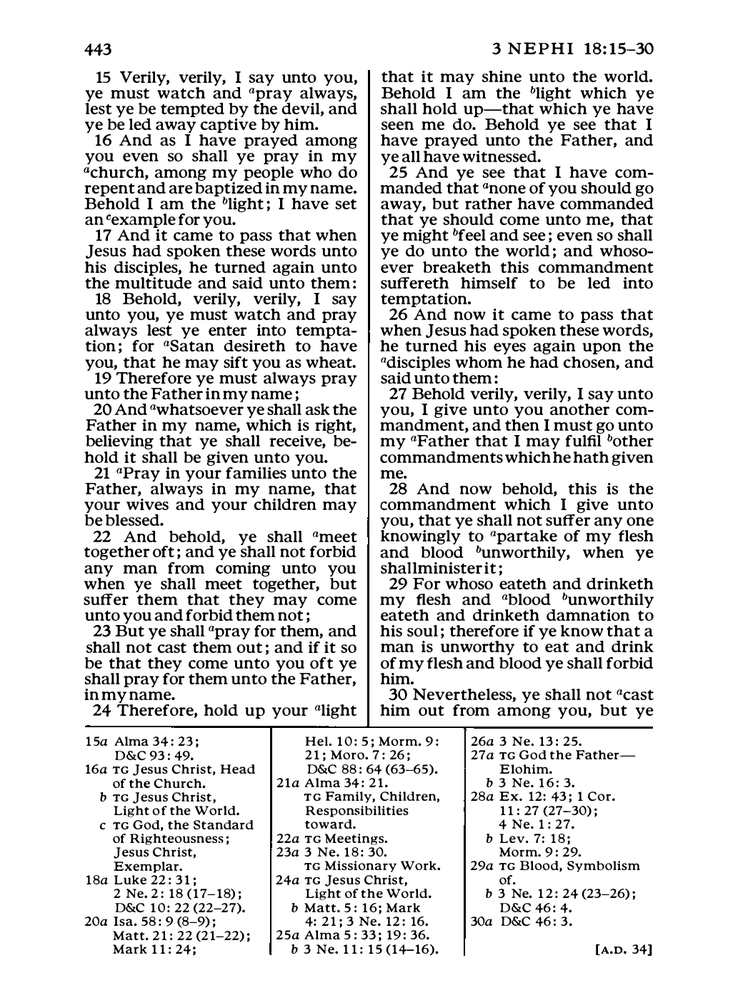 443
3 NEPHI 18:15–30
15 Verily, verily, I say unto you,
ye must watch and apray always,
lest ye be tempted by the devil, and
ye be led away captive by him.
16 And as I have prayed among
you even so shall ye pray in my
achurch, among my people who do
repent and are baptized in my name.
Behold I am the blight; I have set
an cexample for you.
17 And it came to pass that when
Jesus had spoken these words unto
his disciples, he turned again unto
the multitude and said unto them:
18 Behold, verily, verily, I say
unto you, ye must watch and pray
always lest ye enter into tempta-
tion; for aSatan desireth to have
you, that he may sift you as wheat.
19 Therefore ye must always pray
unto the Father in my name;
20 And awhatsoever ye shall ask the
Father in my name, which is right,
believing that ye shall receive, be-
hold it shall be given unto you.
21 aPray in your families unto the
Father, always in my name, that
your wives and your children may
be blessed.
22 And behold, ye shall ameet
together oft; and ye shall not forbid
any man from coming unto you
when ye shall meet together, but
suffer them that they may come
unto you and forbid them not;
23 But ye shall apray for them, and
shall not cast them out; and if it so
be that they come unto you oft ye
shall pray for them unto the Father,
in my name.
24 Therefore, hold up your alight
that it may shine unto the world.
Behold I am the blight which ye
shall hold up—that which ye have
seen me do. Behold ye see that I
have prayed unto the Father, and
ye all have witnessed.
25 And ye see that I have com-
manded that anone of you should go
away, but rather have commanded
that ye should come unto me, that
ye might bfeel and see; even so shall
ye do unto the world; and whoso-
ever breaketh this commandment
suffereth himself to be led into
temptation.
26 And now it came to pass that
when Jesus had spoken these words,
he turned his eyes again upon the
adisciples whom he had chosen, and
said unto them:
27 Behold verily, verily, I say unto
you, I give unto you another com-
mandment, and then I must go unto
my aFather that I may fulfil bother
commandments which he hath given
me.
28 And now behold, this is the
commandment which I give unto
you, that ye shall not suffer any one
knowingly to apartake of my flesh
and blood bunworthily, when ye
shall minister it;
29 For whoso eateth and drinketh
my flesh and ablood bunworthily
eateth and drinketh damnation to
his soul; therefore if ye know that a
man is unworthy to eat and drink
of my flesh and blood ye shall forbid
him.
30 Nevertheless, ye shall not acast
him out from among you, but ye
15a Alma 34: 23;
D&C 93: 49.
16a TG Jesus Christ, Head
of the Church.
b TG Jesus Christ,
Light of the World.
c TG God, the Standard
of Righteousness;
Jesus Christ,
Exemplar.
18a Luke 22: 31;
2 Ne. 2: 18 (17–18);
D&C 10: 22 (22–27).
20a Isa. 58: 9 (8–9);
Matt. 21: 22 (21–22);
Mark 11: 24;
Hel. 10: 5; Morm. 9:
21; Moro. 7: 26;
D&C 88: 64 (63–65).
21a Alma 34: 21.
TG Family, Children,
Responsibilities
toward.
22a TG Meetings.
23a 3 Ne. 18: 30.
TG Missionary Work.
24a TG Jesus Christ,
Light of the World.
b Matt. 5: 16; Mark
4: 21; 3 Ne. 12: 16.
25a Alma 5: 33; 19: 36.
b 3 Ne. 11: 15 (14–16).
26a 3 Ne. 13: 25.
27a TG God the Father—
Elohim.
b 3 Ne. 16: 3.
28a Ex. 12: 43; 1 Cor.
11: 27 (27–30);
4 Ne. 1: 27.
b Lev. 7: 18;
Morm. 9: 29.
29a TG Blood, Symbolism
of.
b 3 Ne. 12: 24 (23–26);
D&C 46: 4.
30a D&C 46: 3.
[A.D. 34]